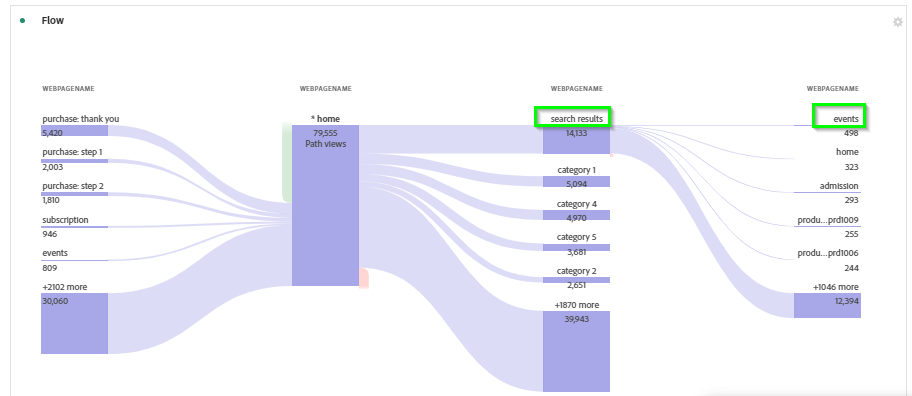 Flow
WEBPAGENAME
purchase: thank you
5,420
purchase: step 1
2,003
purchase: step 2
1,810
subscription
946
events
809
+2102 more
30,060
WEBPAGENAME
* home
79,555
Path views
WEBPAGENAME
search results
14,133
category 1
5,094
category 4
4,970
category 5
3,681
category 2
2,651
+1870 more
39,943
WEBPAGENAME
events
498
home
323
admission
293
produ...prd1009
255
produ...prd1006
244
+1046 more
12,394